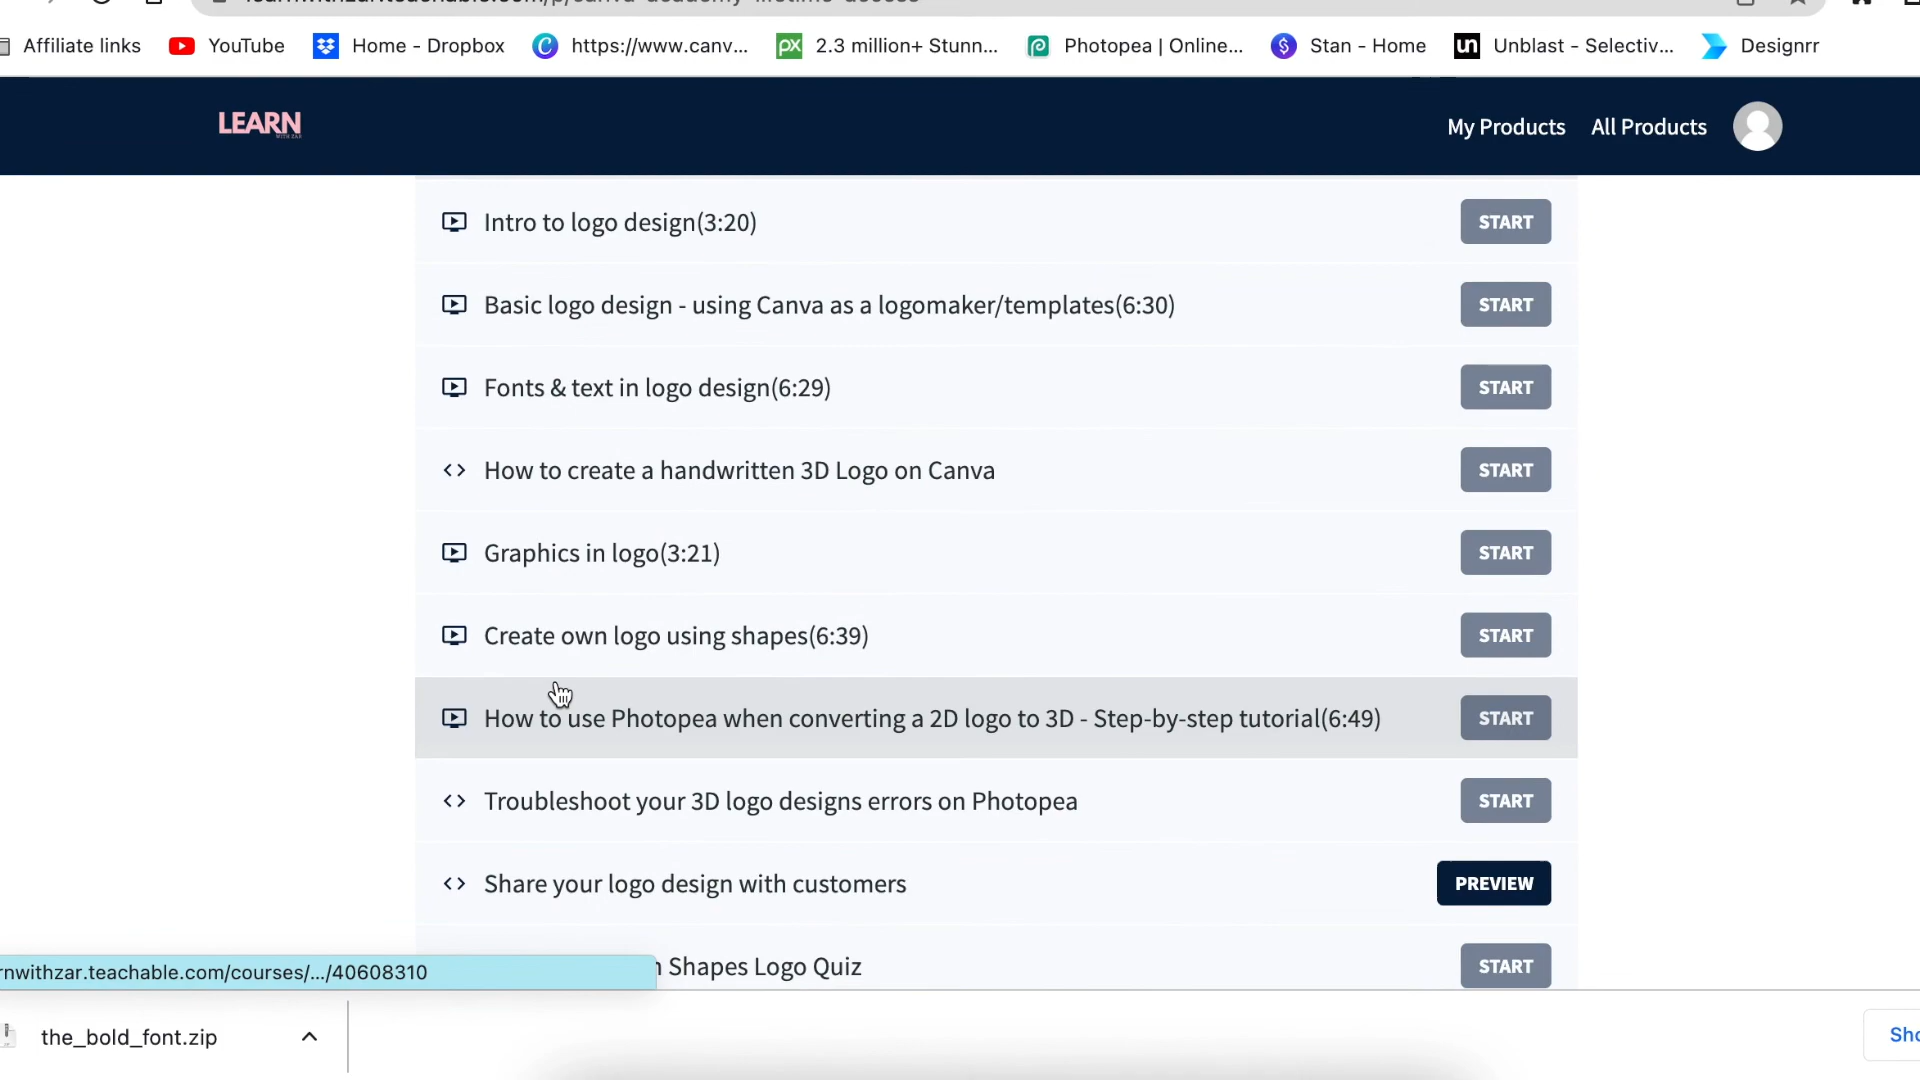 Affiliate links YouTube Home - Dropbox https://www.canv... 2.3 million+ Stunn... Photopea | Online... Stan - Home Unblast - Selectiv... Designrr
LEARN
WITH ZAR
My Products All Products
Intro to logo design(3:20) START
Basic logo design - using Canva as a logomaker/templates(6:30) START
Fonts & text in logo design(6:29) START
How to create a handwritten 3D Logo on Canva START
Graphics in logo(3:21) START
Create own logo using shapes(6:39) START
How to use Photopea when converting a 2D logo to 3D - Step-by-step tutorial(6:49) START
Troubleshoot your 3D logo designs errors on Photopea START
Share your logo design with customers PREVIEW
Shapes Logo Quiz START
rnwithzar.teachable.com/courses/.../40608310
the_bold_font.zip